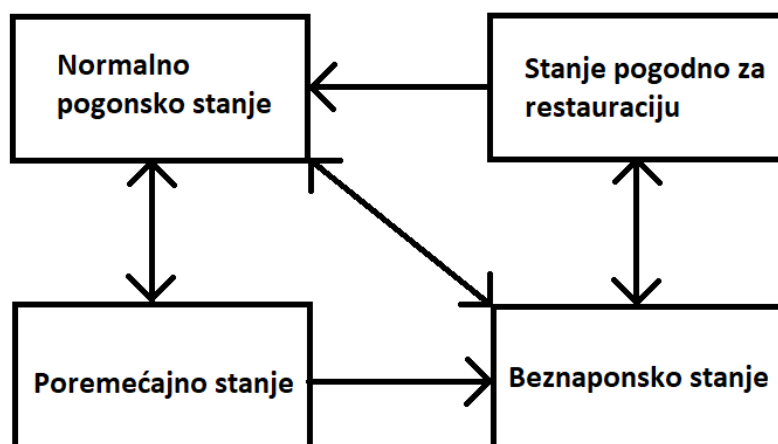 Normalno
pogonsko stanje
Stanje pogodno za
restauraciju
Poremećajno stanje
Beznaponsko stanje